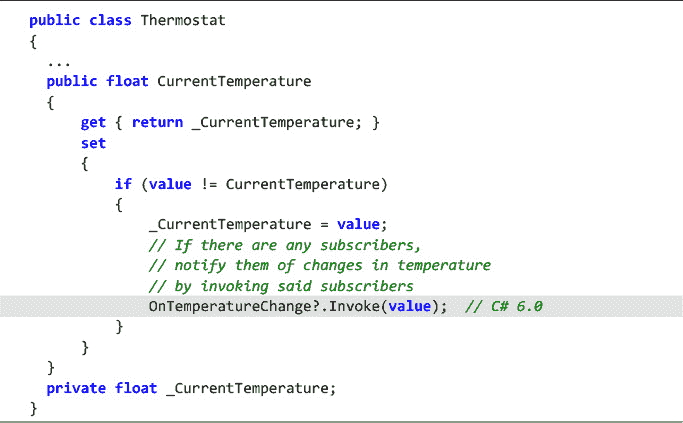 public class Thermostat
{
...
public float CurrentTemperature
{
get { return _CurrentTemperature; }
set
{
if (value != CurrentTemperature)
{
_CurrentTemperature = value;
// If there are any subscribers,
// notify them of changes in temperature
// by invoking said subscribers
OnTemperatureChange?.Invoke(value); // C# 6.0
}
}
}
private float _CurrentTemperature;
}